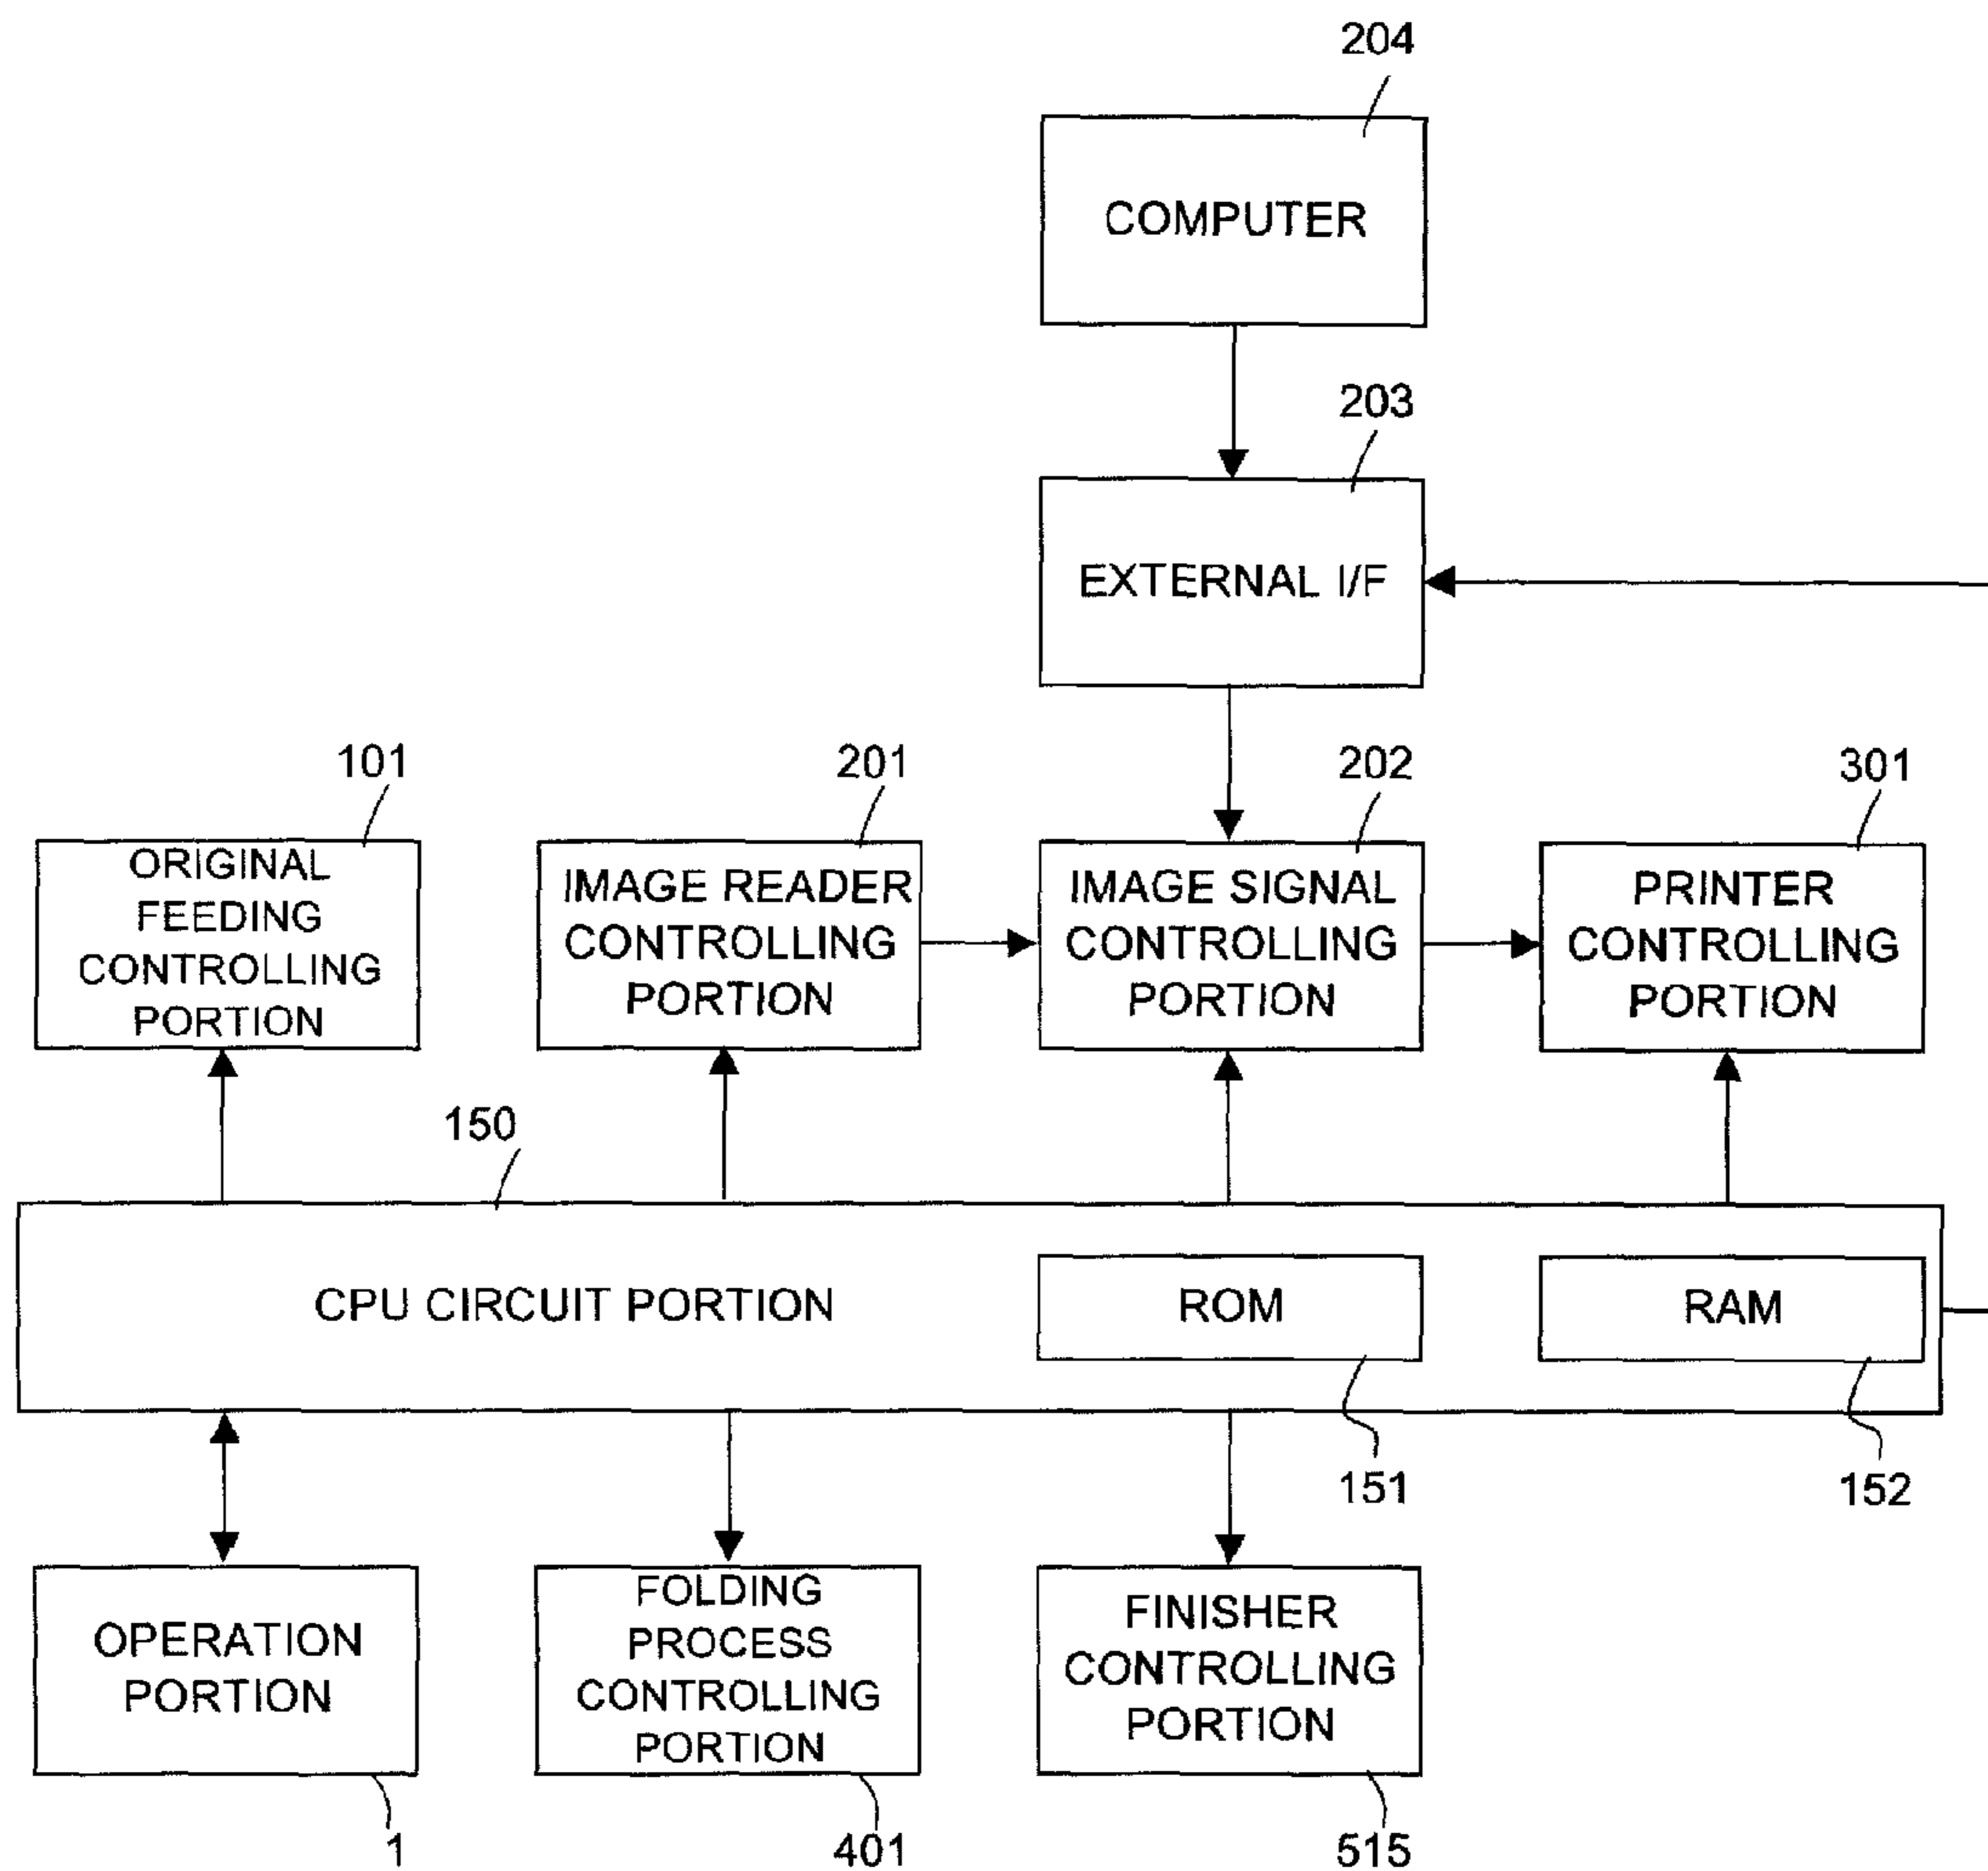 204
COMPUTER
203
EXTERNAL I/F
101
201
202
301
ORIGINAL
FEEDING
CONTROLLING
PORTION
IMAGE READER
CONTROLLING
PORTION
IMAGE SIGNAL
CONTROLLING
PORTION
PRINTER
CONTROLLING
PORTION
150
CPU CIRCUIT PORTION
ROM
RAM
151
152
OPERATION
PORTION
FOLDING
PROCESS
CONTROLLING
PORTION
FINISHER
CONTROLLING
PORTION
1
401
515